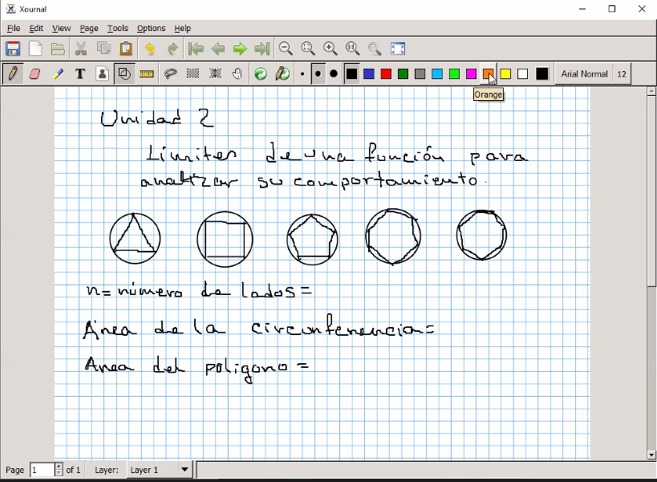 Xournal
File Edit View Page Tools Options Help
T Arial Normal 12
Orange
Unidad 2
Limites de una función para
analizar su comportamiento.
n= número de lados=
Area de la circunferencia=
Area del poligono =
Page 1 of 1 Layer: Layer 1